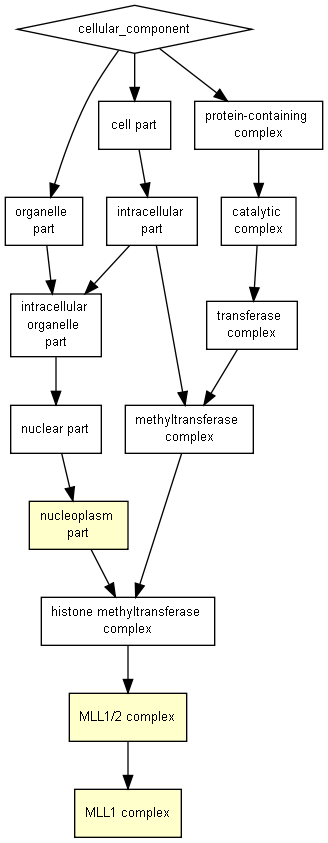 cellular_component
cell part
protein-containing
complex
organelle
part
intracellular
part
catalytic
complex
intracellular
organelle
part
transferase
complex
nuclear part
methyltransferase
complex
nucleoplasm
part
histone methyltransferase
complex
MLL1/2 complex
MLL1 complex